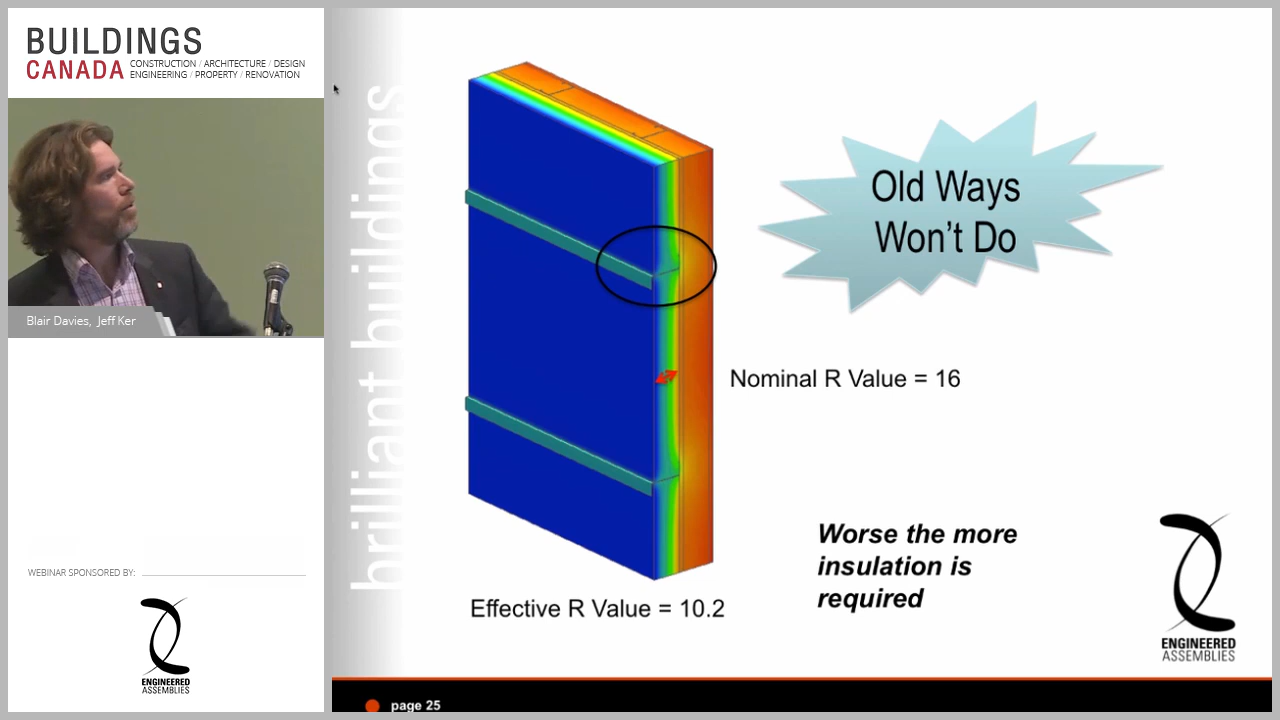 BUILDINGS
CANADA
CONSTRUCTION / ARCHITECTURE / DESIGN
ENGINEERING / PROPERTY / RENOVATION
Blair Davies, Jeff Ker
WEBINAR SPONSORED BY:
ENGINEERED
ASSEMBLIES
brilliant buildings
Old Ways
Won't Do
Nominal R Value = 16
Effective R Value = 10.2
Worse the more
insulation is
required
ENGINEERED
ASSEMBLIES
page 25